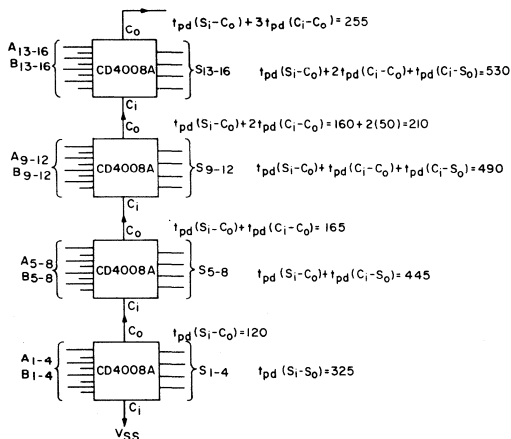 Co
tpd(Si-Co)+3tpd(Ci-Co)=255
A13-16
B13-16
CD4008A
S13-16
tpd(Si-Co)+2tpd(Ci-Co)+tpd(Ci-So)=530
Ci
Co
tpd(Si-Co)+2tpd(Ci-Co)=160+2(50)=210
A9-12
B9-12
CD4008A
S9-12
tpd(Si-Co)+tpd(Ci-Co)+tpd(Ci-So)=490
Ci
Co
tpd(Si-Co)+tpd(Ci-Co)=165
A5-8
B5-8
CD4008A
S5-8
tpd(Si-Co)+tpd(Ci-So)=445
Ci
Co
tpd(Si-Co)=120
A1-4
B1-4
CD4008A
S1-4
tpd(Si-So)=325
Ci
VSS